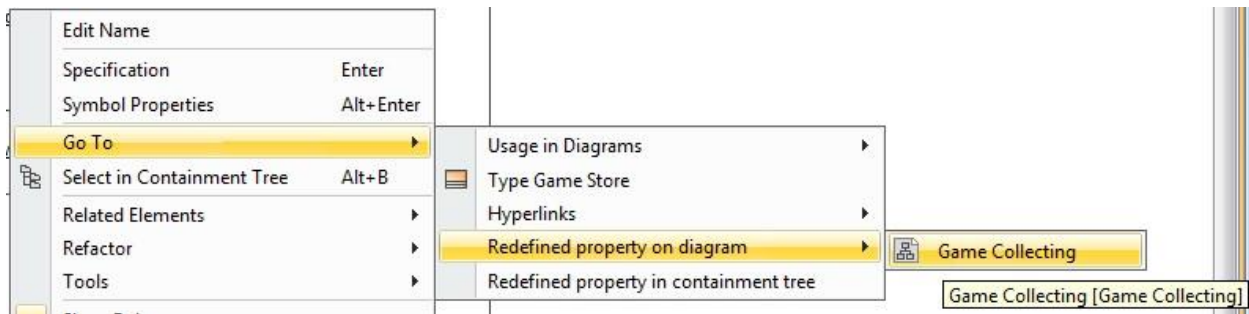 Edit Name
Specification Enter
Symbol Properties Alt+Enter
Go To
Select in Containment Tree Alt+B
Related Elements
Refactor
Tools
Usage in Diagrams
Type Game Store
Hyperlinks
Redefined property on diagram
Redefined property in containment tree
Game Collecting
Game Collecting [Game Collecting]